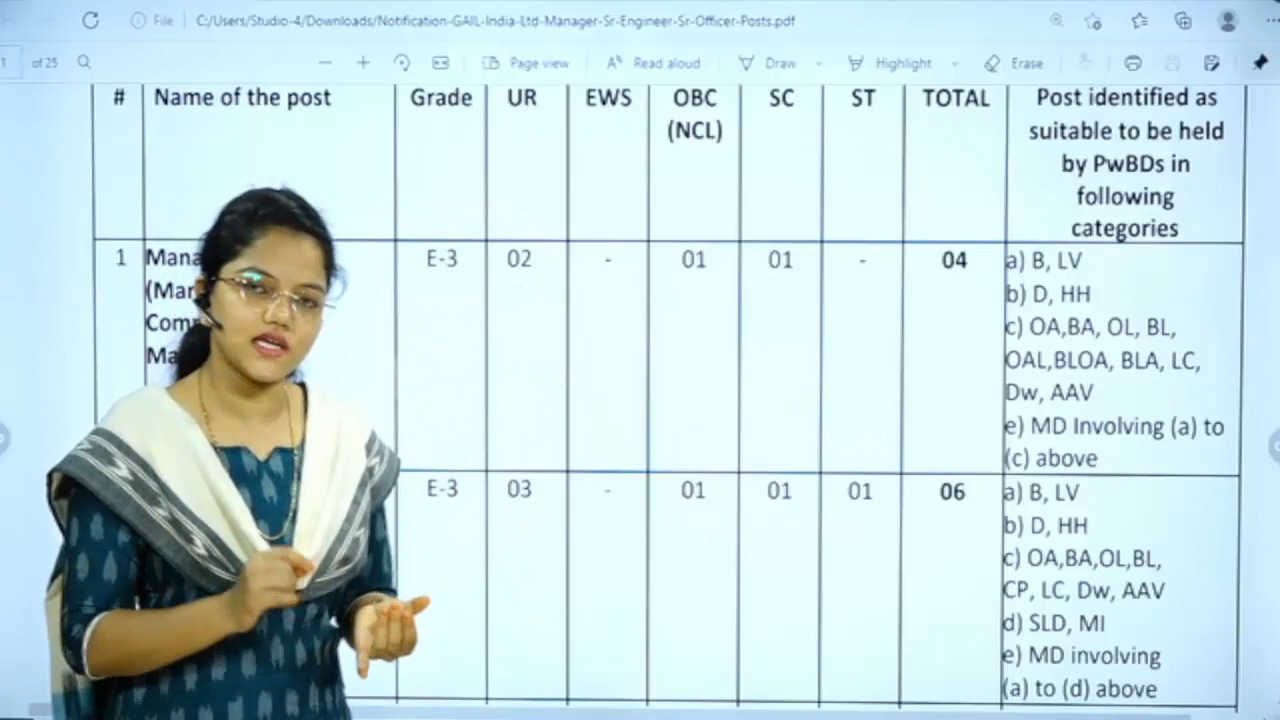 File
C:/Users/Studio-4/Downloads/Notification-GAIL-India-Ltd-Manager-Sr-Engineer-Sr-Officer-Posts.pdf
1 of 25
Page view
Read aloud
Draw
Highlight
Erase
# Name of the post Grade UR EWS OBC (NCL) SC ST TOTAL Post identified as
suitable to be held
by PwBDs in
following
categories
1 E-3 02 - 01 01 - 04 a) B, LV
b) D, HH
c) OA,BA, OL, BL,
OAL,BLOA, BLA, LC,
Dw, AAV
e) MD Involving (a) to
(c) above
E-3 03 - 01 01 01 06 a) B, LV
b) D, HH
c) OA,BA,OL,BL,
CP, LC, Dw, AAV
d) SLD, MI
e) MD involving
(a) to (d) above